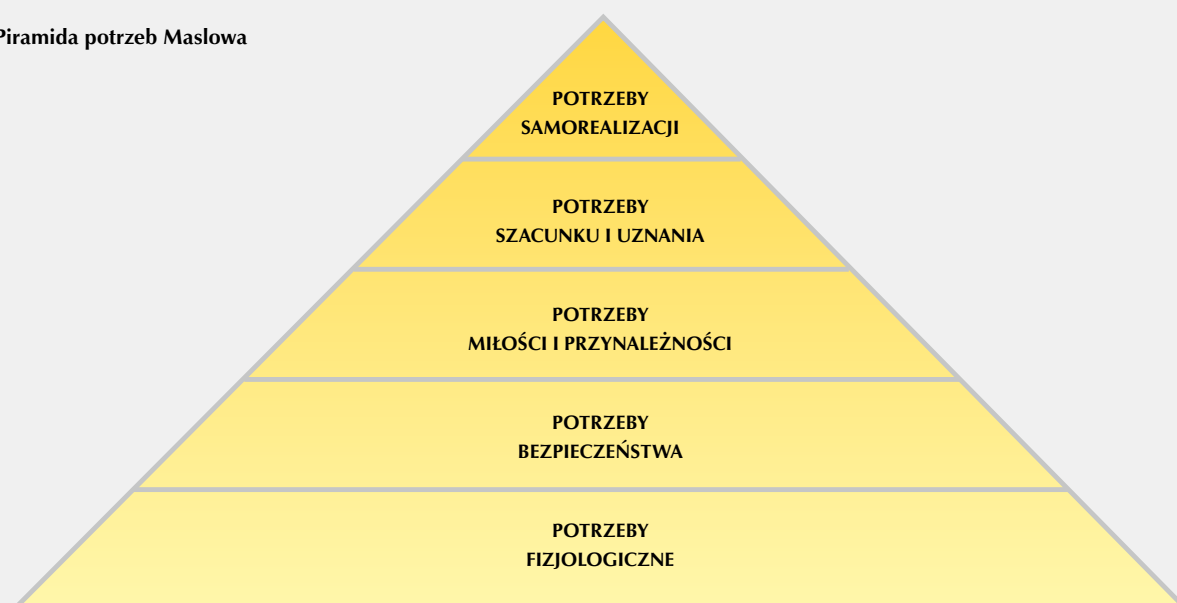 Piramida potrzeb Maslowa
POTRZEBY
SAMOREALIZACJI
POTRZEBY
SZACUNKU I UZNANIA
POTRZEBY
MIŁOŚCI I PRZYNALEŻNOŚCI
POTRZEBY
BEZPIECZEŃSTWA
POTRZEBY
FIZJOLOGICZNE